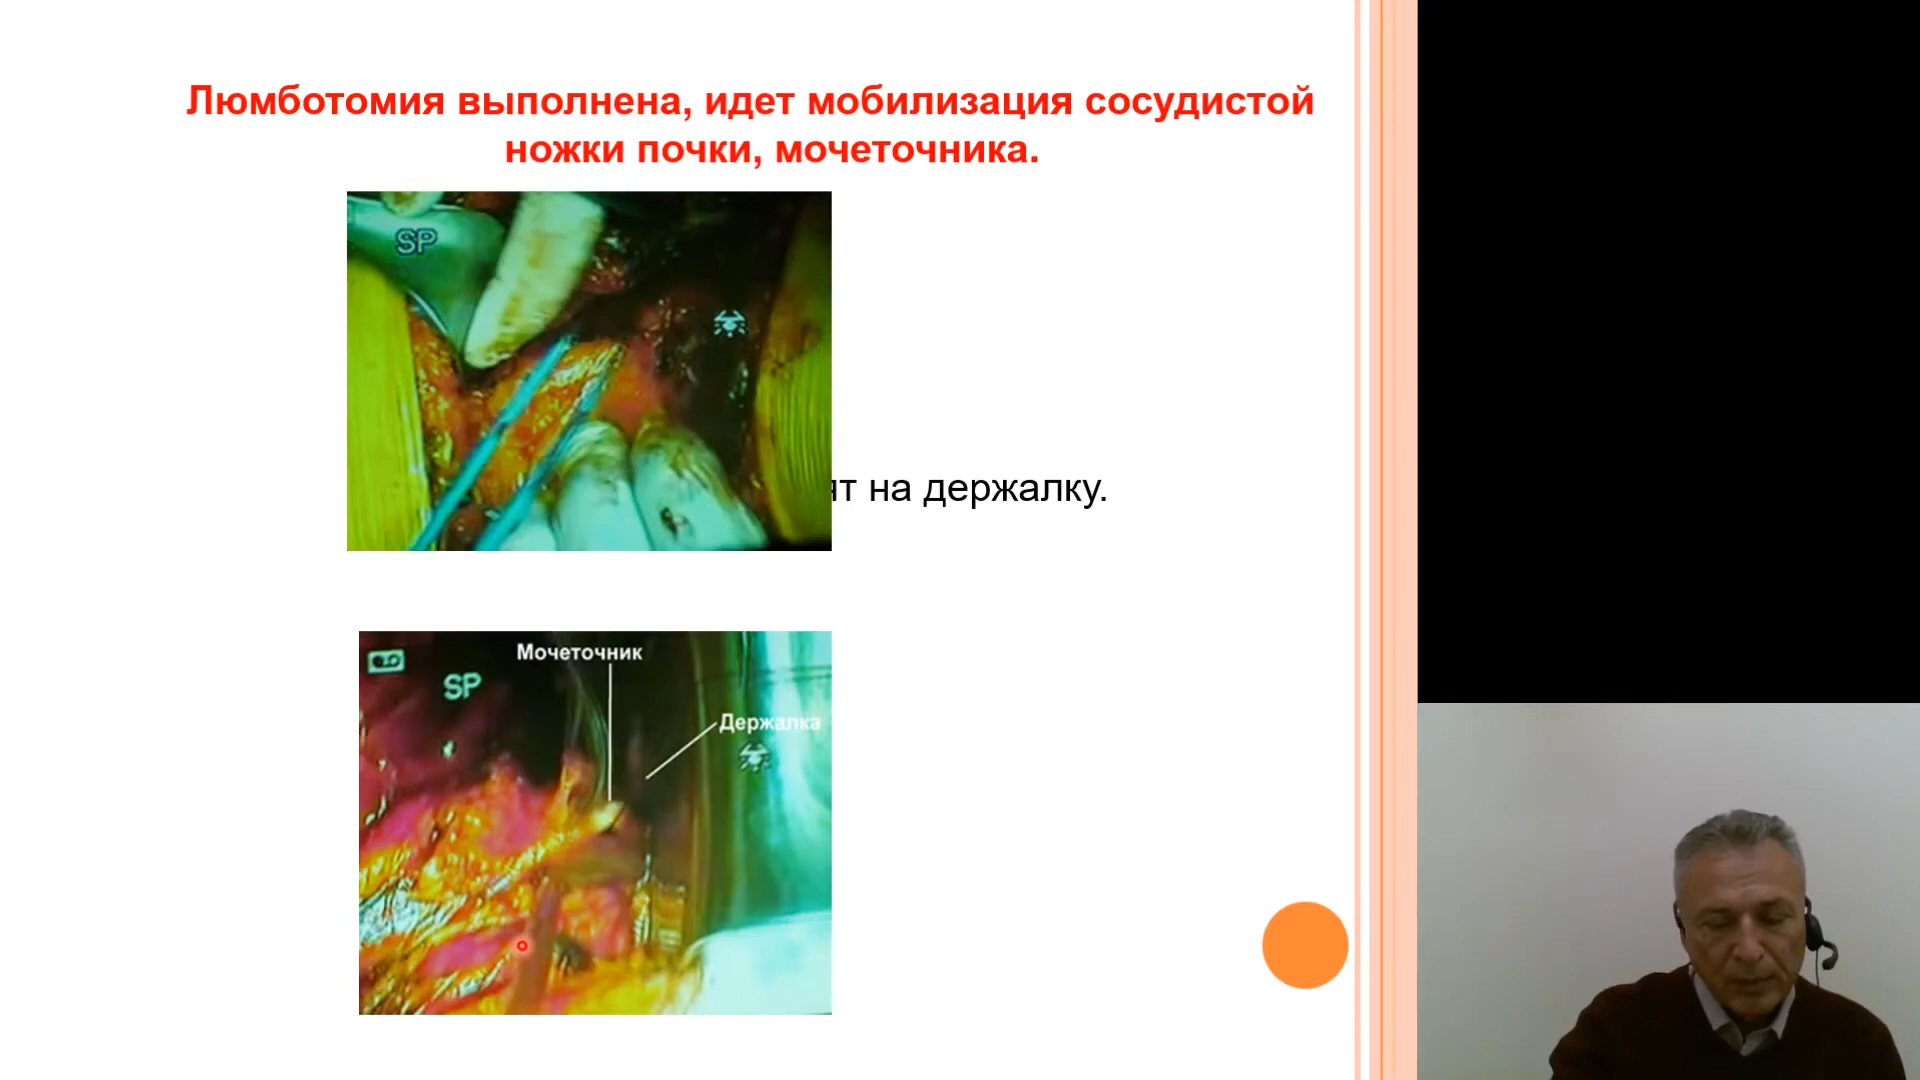 Люмботомия выполнена, идет мобилизация сосудистой
ножки почки, мочеточника.
SP
на держалку.
Мочеточник
SP
Держалка